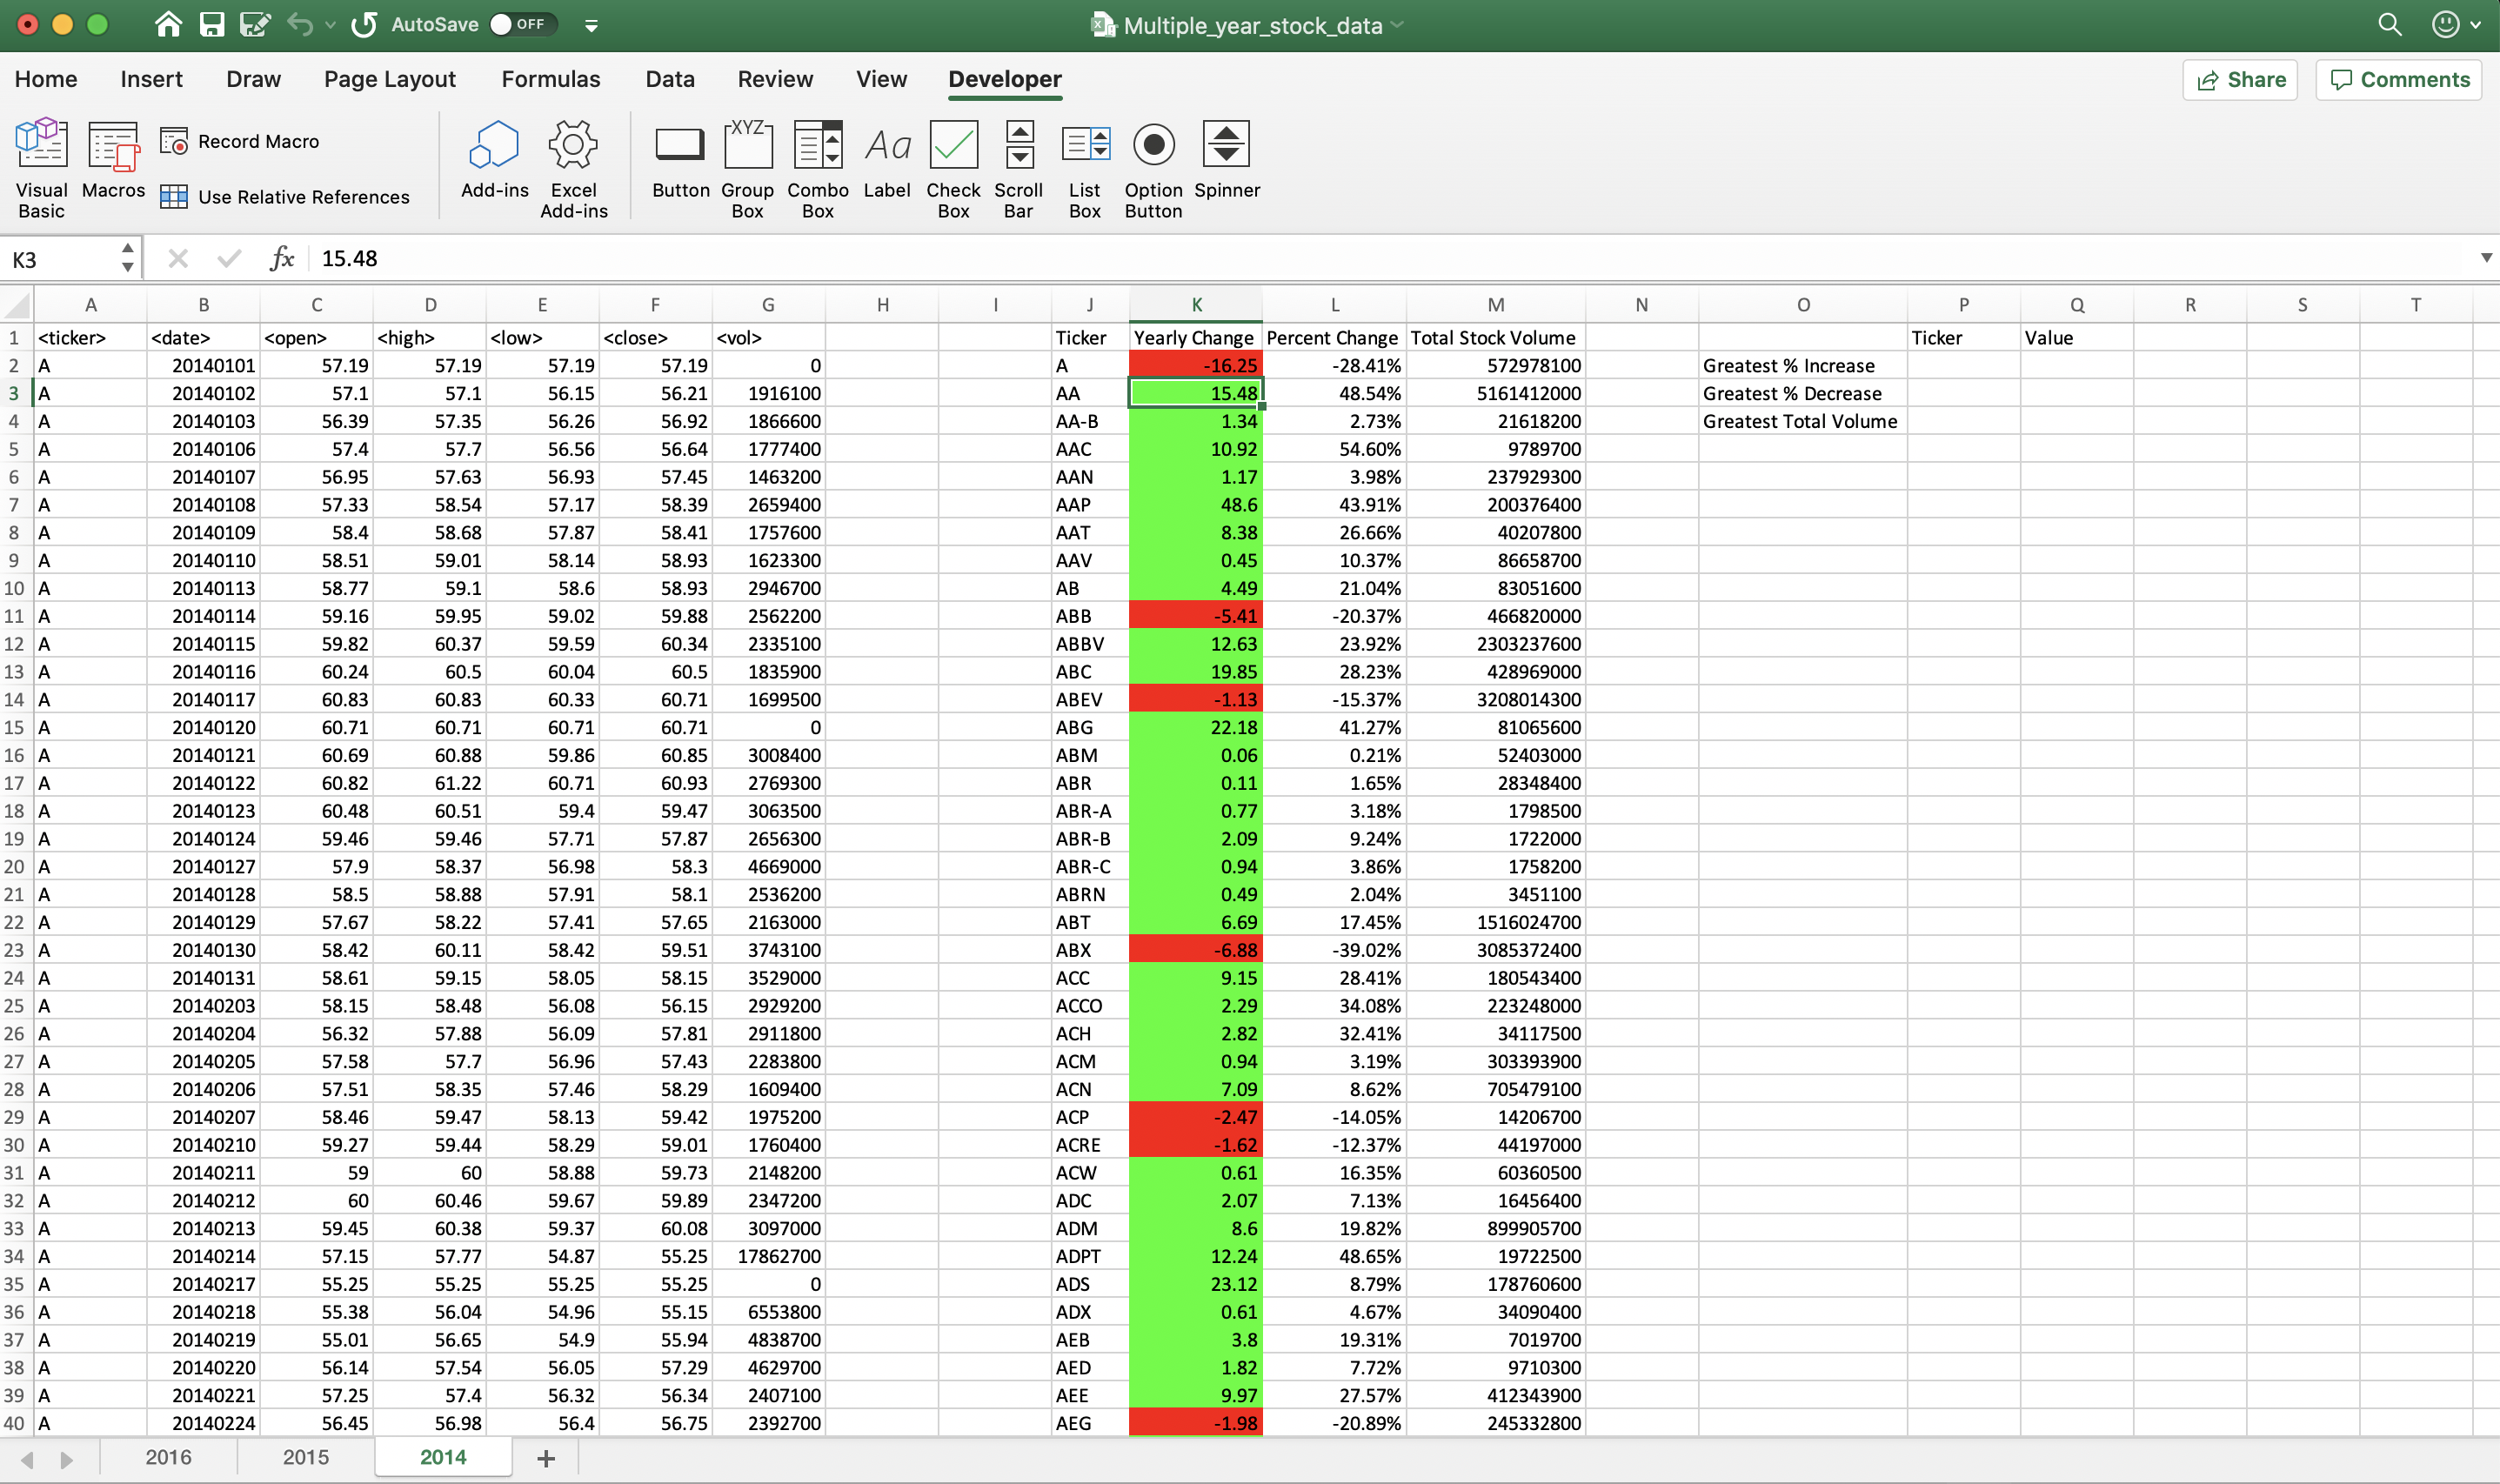 AutoSave OFF Multiple_year_stock_data
Home Insert Draw Page Layout Formulas Data Review View Developer Share Comments
Visual Basic Macros Record Macro Use Relative References Add-ins Excel Add-ins Button Group Box XYZ Combo Box Aa Label Check Box Scroll Bar List Box Option Button Spinner
K3 fx 15.48
A B C D E F G H I J K L M N O P Q R S T
1 <ticker> <date> <open> <high> <low> <close> <vol> Ticker Yearly Change Percent Change Total Stock Volume Ticker Value
2 A 20140101 57.19 57.19 57.19 57.19 0 A -16.25 -28.41% 572978100 Greatest % Increase
3 A 20140102 57.1 57.1 56.15 56.21 1916100 AA 15.48 48.54% 5161412000 Greatest % Decrease
4 A 20140103 56.39 57.35 56.26 56.92 1866600 AA-B 1.34 2.73% 21618200 Greatest Total Volume
5 A 20140106 57.4 57.7 56.56 56.64 1777400 AAC 10.92 54.60% 9789700
6 A 20140107 56.95 57.63 56.93 57.45 1463200 AAN 1.17 3.98% 237929300
7 A 20140108 57.33 58.54 57.17 58.39 2659400 AAP 48.6 43.91% 200376400
8 A 20140109 58.4 58.68 57.87 58.41 1757600 AAT 8.38 26.66% 40207800
9 A 20140110 58.51 59.01 58.14 58.93 1623300 AAV 0.45 10.37% 86658700
10 A 20140113 58.77 59.1 58.6 58.93 2946700 AB 4.49 21.04% 83051600
11 A 20140114 59.16 59.95 59.02 59.88 2562200 ABB -5.41 -20.37% 466820000
12 A 20140115 59.82 60.37 59.59 60.34 2335100 ABBV 12.63 23.92% 2303237600
13 A 20140116 60.24 60.5 60.04 60.5 1835900 ABC 19.85 28.23% 428969000
14 A 20140117 60.83 60.83 60.33 60.71 1699500 ABEV -1.13 -15.37% 3208014300
15 A 20140120 60.71 60.71 60.71 60.71 0 ABG 22.18 41.27% 81065600
16 A 20140121 60.69 60.88 59.86 60.85 3008400 ABM 0.06 0.21% 52403000
17 A 20140122 60.82 61.22 60.71 60.93 2769300 ABR 0.11 1.65% 28348400
18 A 20140123 60.48 60.51 59.4 59.47 3063500 ABR-A 0.77 3.18% 1798500
19 A 20140124 59.46 59.46 57.71 57.87 2656300 ABR-B 2.09 9.24% 1722000
20 A 20140127 57.9 58.37 56.98 58.3 4669000 ABR-C 0.94 3.86% 1758200
21 A 20140128 58.5 58.88 57.91 58.1 2536200 ABRN 0.49 2.04% 3451100
22 A 20140129 57.67 58.22 57.41 57.65 2163000 ABT 6.69 17.45% 1516024700
23 A 20140130 58.42 60.11 58.42 59.51 3743100 ABX -6.88 -39.02% 3085372400
24 A 20140131 58.61 59.15 58.05 58.15 3529000 ACC 9.15 28.41% 180543400
25 A 20140203 58.15 58.48 56.08 56.15 2929200 ACCO 2.29 34.08% 223248000
26 A 20140204 56.32 57.88 56.09 57.81 2911800 ACH 2.82 32.41% 34117500
27 A 20140205 57.58 57.7 56.96 57.43 2283800 ACM 0.94 3.19% 303393900
28 A 20140206 57.51 58.35 57.46 58.29 1609400 ACN 7.09 8.62% 705479100
29 A 20140207 58.46 59.47 58.13 59.42 1975200 ACP -2.47 -14.05% 14206700
30 A 20140210 59.27 59.44 58.29 59.01 1760400 ACRE -1.62 -12.37% 44197000
31 A 20140211 59 60 58.88 59.73 2148200 ACW 0.61 16.35% 60360500
32 A 20140212 60 60.46 59.67 59.89 2347200 ADC 2.07 7.13% 16456400
33 A 20140213 59.45 60.38 59.37 60.08 3097000 ADM 8.6 19.82% 899905700
34 A 20140214 57.15 57.77 54.87 55.25 17862700 ADPT 12.24 48.65% 19722500
35 A 20140217 55.25 55.25 55.25 55.25 0 ADS 23.12 8.79% 178760600
36 A 20140218 55.38 56.04 54.96 55.15 6553800 ADX 0.61 4.67% 34090400
37 A 20140219 55.01 56.65 54.9 55.94 4838700 AEB 3.8 19.31% 7019700
38 A 20140220 56.14 57.54 56.05 57.29 4629700 AED 1.82 7.72% 9710300
39 A 20140221 57.25 57.4 56.32 56.34 2407100 AEE 9.97 27.57% 412343900
40 A 20140224 56.45 56.98 56.4 56.75 2392700 AEG -1.98 -20.89% 245332800
2016 2015 2014 +